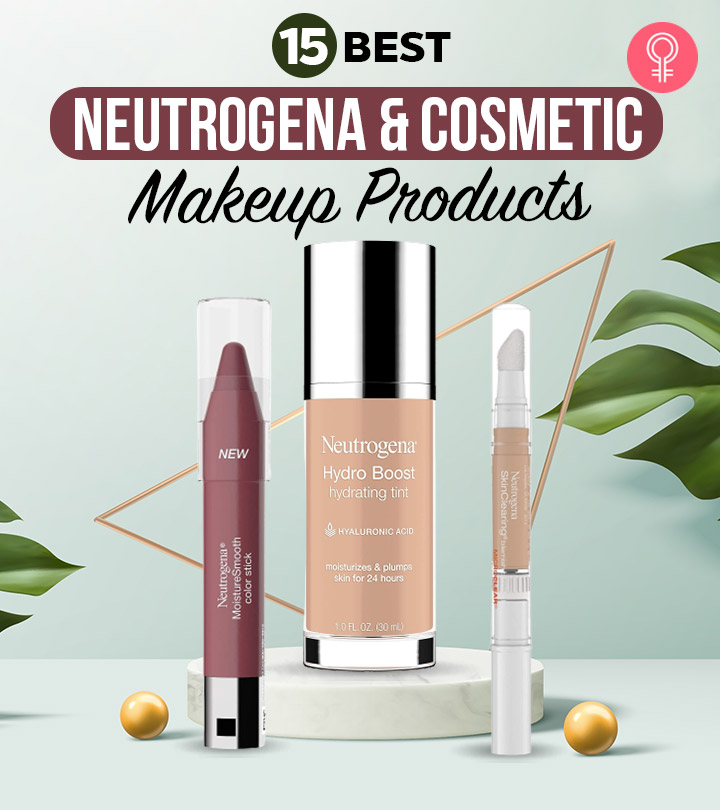 15 BEST
NEUTROGENA & COSMETIC
Makeup Products
NEW
Neutrogena®
MoistureSmooth
color stick
Neutrogena®
Hydro Boost
hydrating tint
HYALURONIC ACID
moisturizes & plumps
skin for 24 hours
1.0 FL. OZ. (30 mL)
Neutrogena
SkinClearing